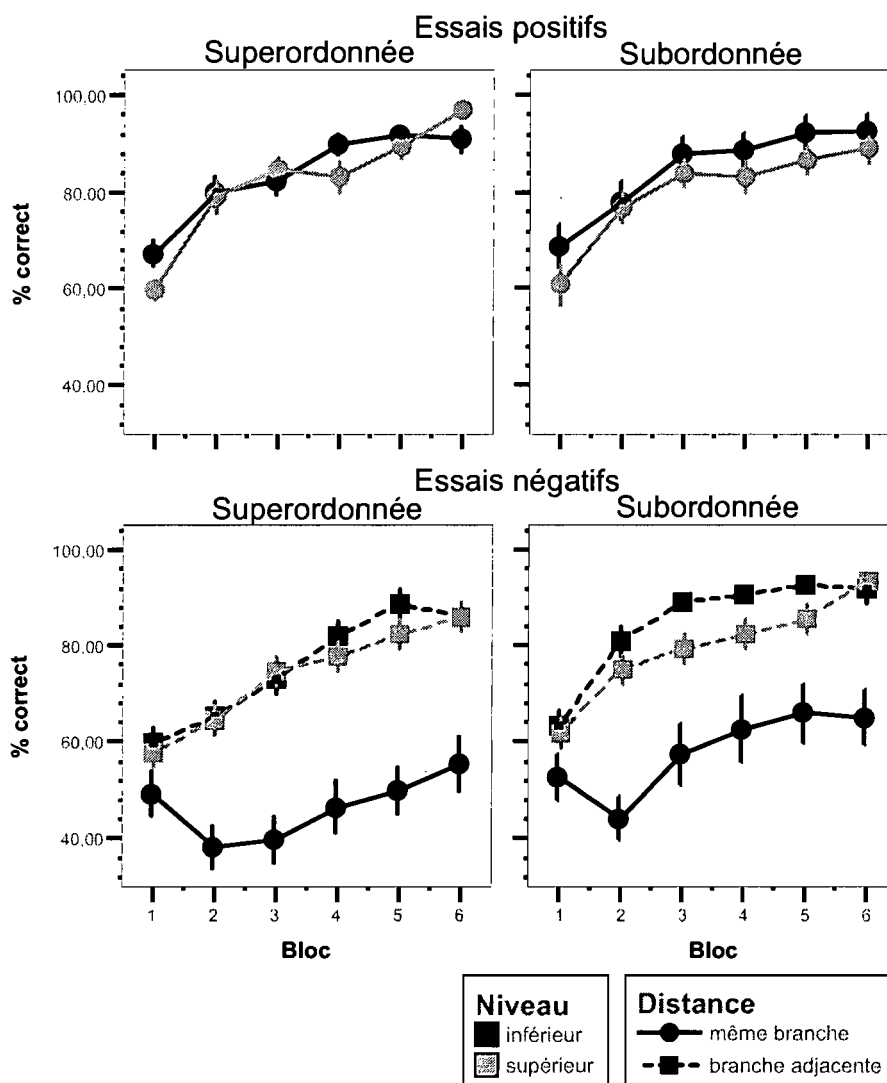 Essais positifs
Superordonnée
Subordonnée
100,00
80,00
60,00
40,00
% correct
Essais négatifs
Superordonnée
Subordonnée
100,00
80,00
60,00
40,00
% correct
1 2 3 4 5 6
1 2 3 4 5 6
Bloc
Bloc
Niveau
inférieur
supérieur
Distance
même branche
branche adjacente